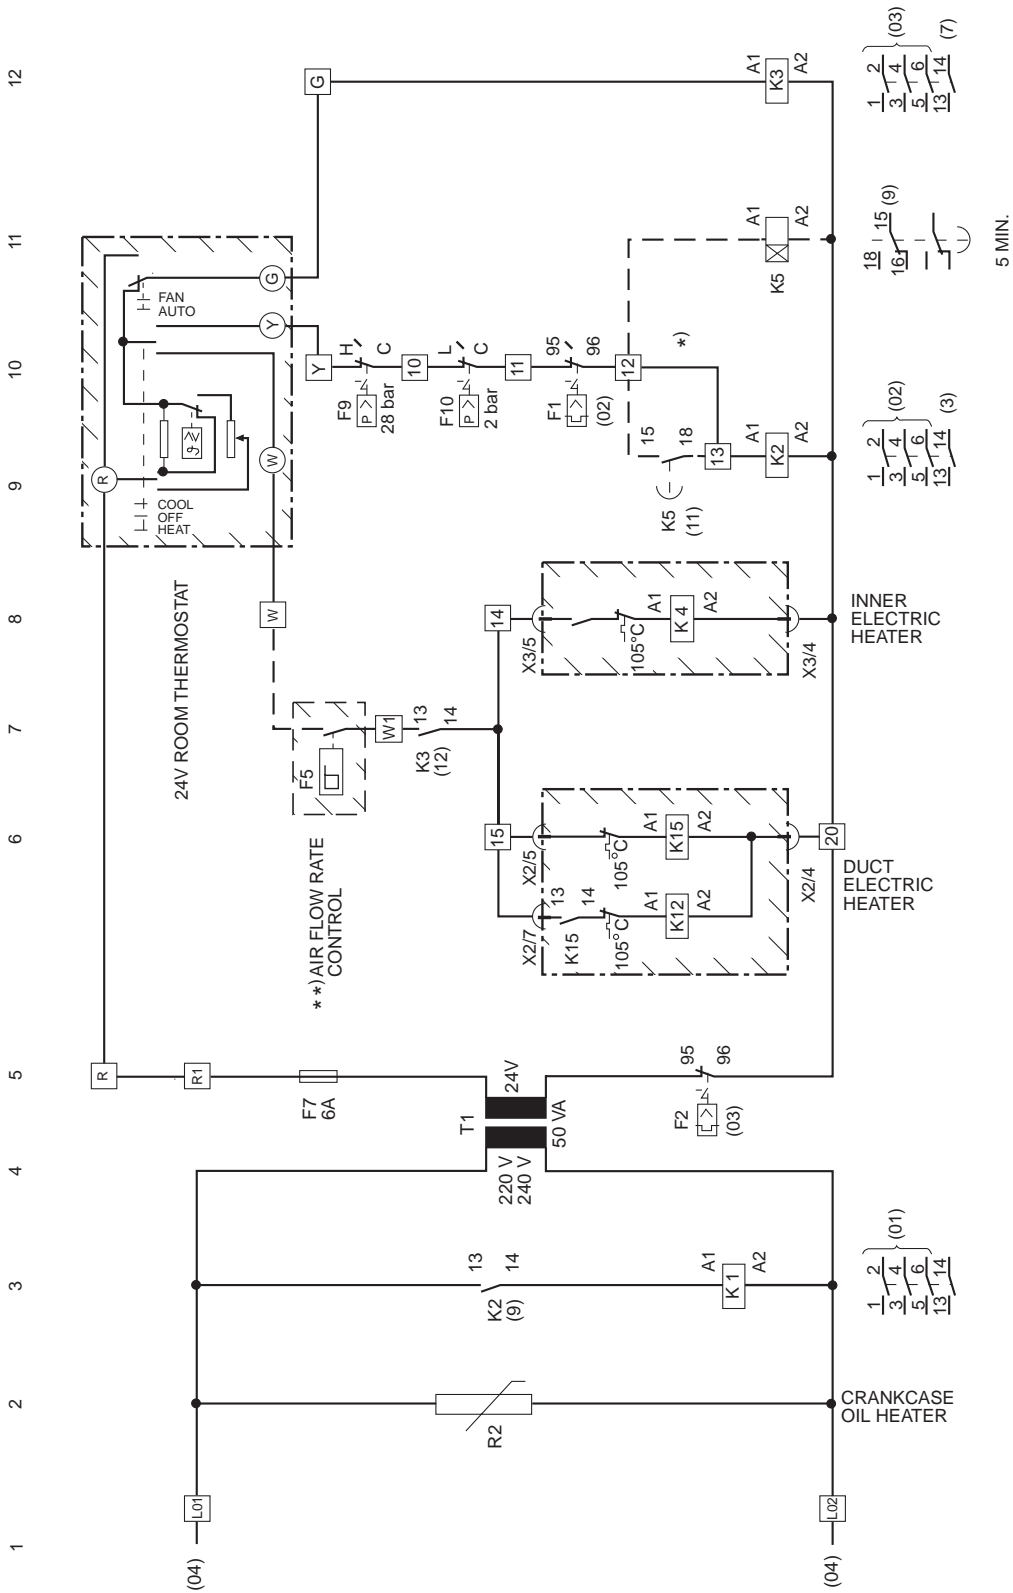 1
2
3
4
5
6
7
8
9
10
11
12
(04)
L01
L02
(04)
R2
CRANKCASE
OIL HEATER
K2
(9)
13
14
K 1
A1
A2
1 2
3 4
5 6
13 14
(01)
220 V
240 V
T1
24V
50 VA
F7
6A
R1
R
F2
(03)
95
96
**) AIR FLOW RATE
CONTROL
X2/7
X2/5
15
13
14
K15
105°C
105°C
A1
K12
A2
A1
K15
A2
X2/4
20
DUCT
ELECTRIC
HEATER
24V ROOM THERMOSTAT
F5
W1
K3
(12)
13
14
W
14
X3/5
105°C
A1
K 4
A2
X3/4
INNER
ELECTRIC
HEATER
R
COOL
OFF
HEAT
W
FAN
AUTO
Y
G
Y
H
C
F9
P >
28 bar
10
L
C
F10
P >
2 bar
11
95
96
F1
(02)
12
*)
15
18
K5
(11)
13
A1
K2
A2
1 2
3 4
5 6
13 14
(02)
(3)
A1
A2
K5
18
16
15
(9)
5 MIN.
G
A1
K3
A2
1 2
3 4
5 6
13 14
(03)
(7)